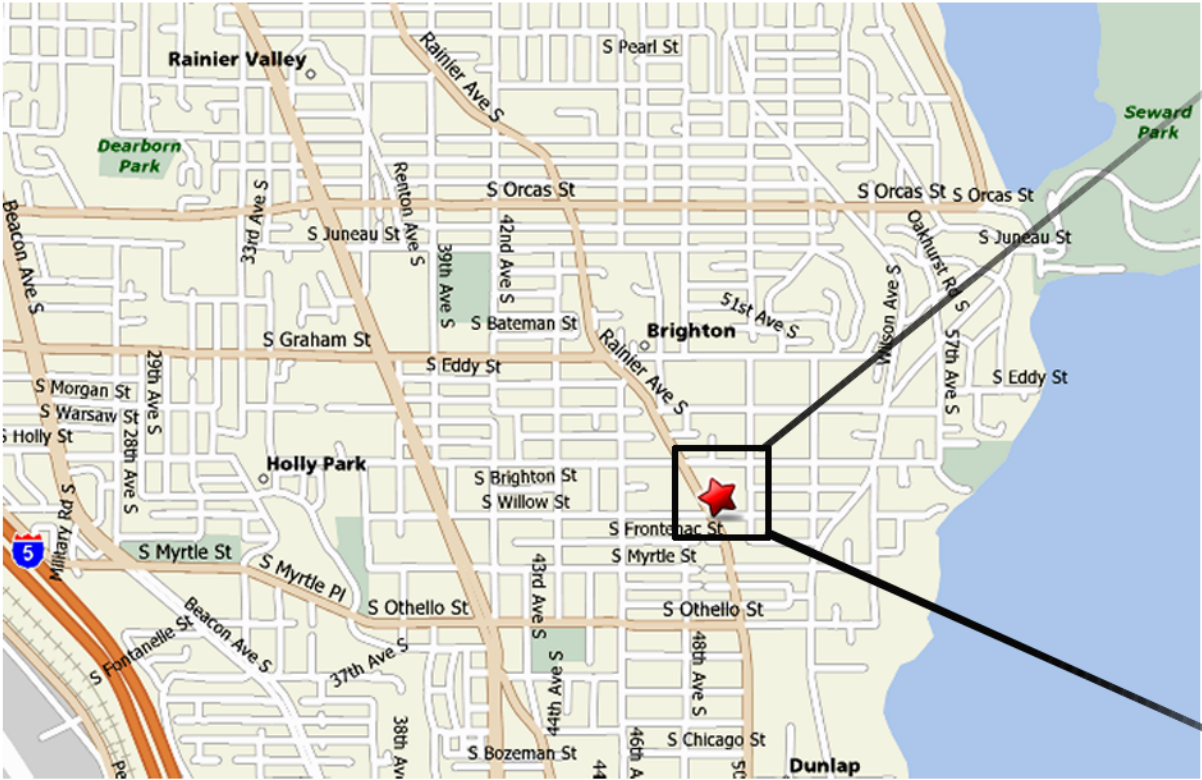 S Pearl St
Rainier Valley
Rainier Ave S
Seward
Park
Dearborn
Park
S Orcas St
S Orcas St
S Orcas St
Beacon Ave S
33rd Ave S
Renton Ave S
S Juneau St
39th Ave S
42nd Ave S
Oakhurst Rd S
S Juneau St
Wilson Ave S
51st Ave S
S Bateman St
Brighton
S Graham St
S Eddy St
Rainier Ave S
57th Ave S
S Eddy St
29th Ave S
S Morgan St
S Warsaw St
S Holly St
28th Ave S
Holly Park
S Brighton St
S Willow St
Military Rd S
S Frontenac St
5
S Myrtle St
S Myrtle St
S Myrtle Pl
43rd Ave S
S Othello St
S Othello St
Beacon Ave S
S Fontanelle St
37th Ave S
44th Ave S
48th Ave S
38th Av
S Bozeman St
46th A
S Chicago St
44
50
Dunlap